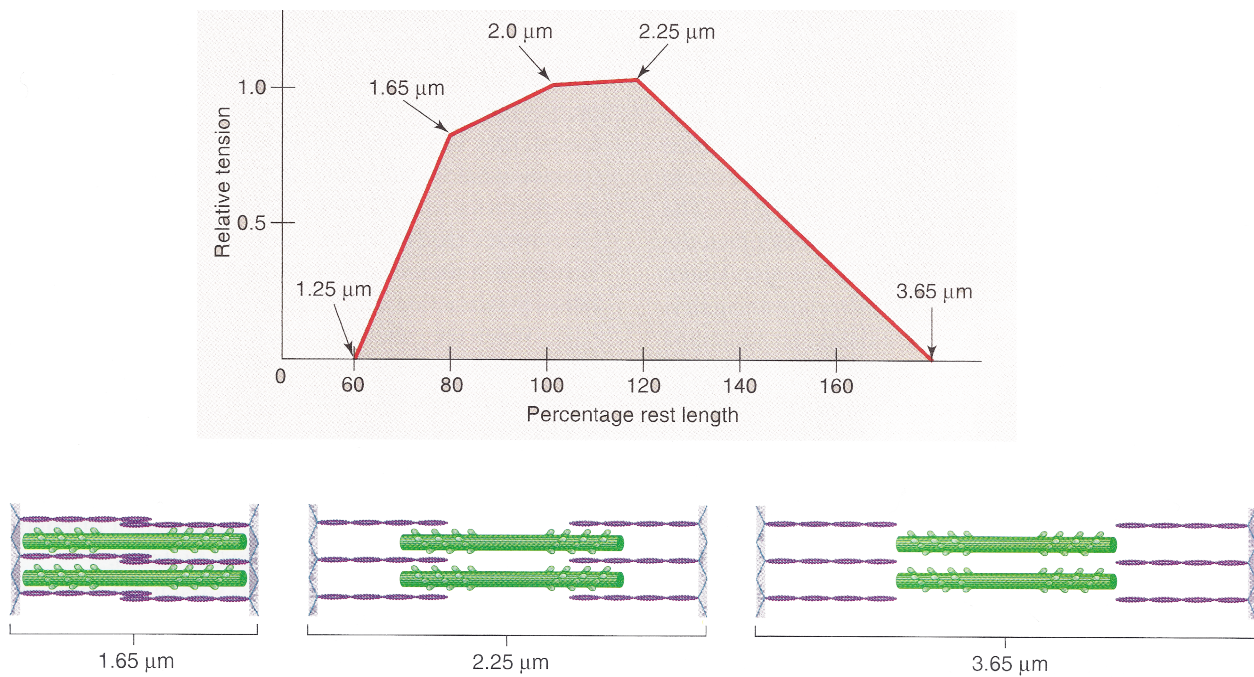 2.0 μm
2.25 μm
1.65 μm
1.0
Relative tension
0.5
1.25 μm
3.65 μm
0
60
80
100
120
140
160
Percentage rest length
1.65 μm
2.25 μm
3.65 μm